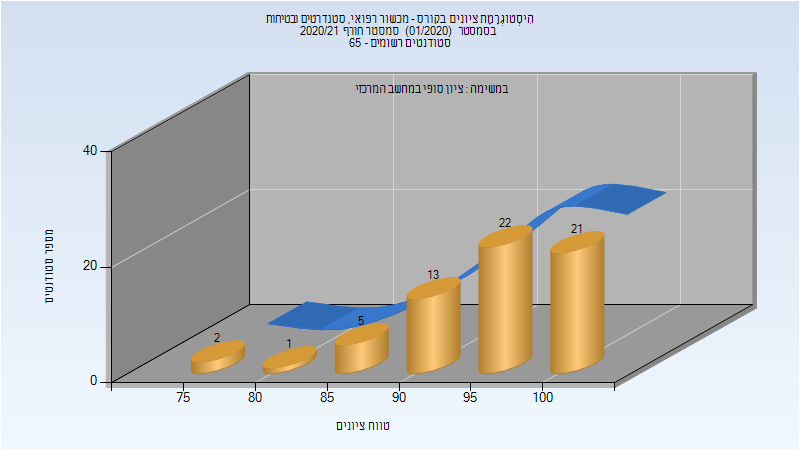 היסטוגרמת ציונים בקורס - מכשור רפואי, סטנדרטים ובטיחות
בסמסטר (01/2020) סמסטר חורף 2020/21
סטודנטים רשומים - 65
במשימה : ציון סופי במחשב המרכזי
מספר סטודנטים
40
20
0
2
1
5
13
22
21
75
80
85
90
95
100
טווח ציונים